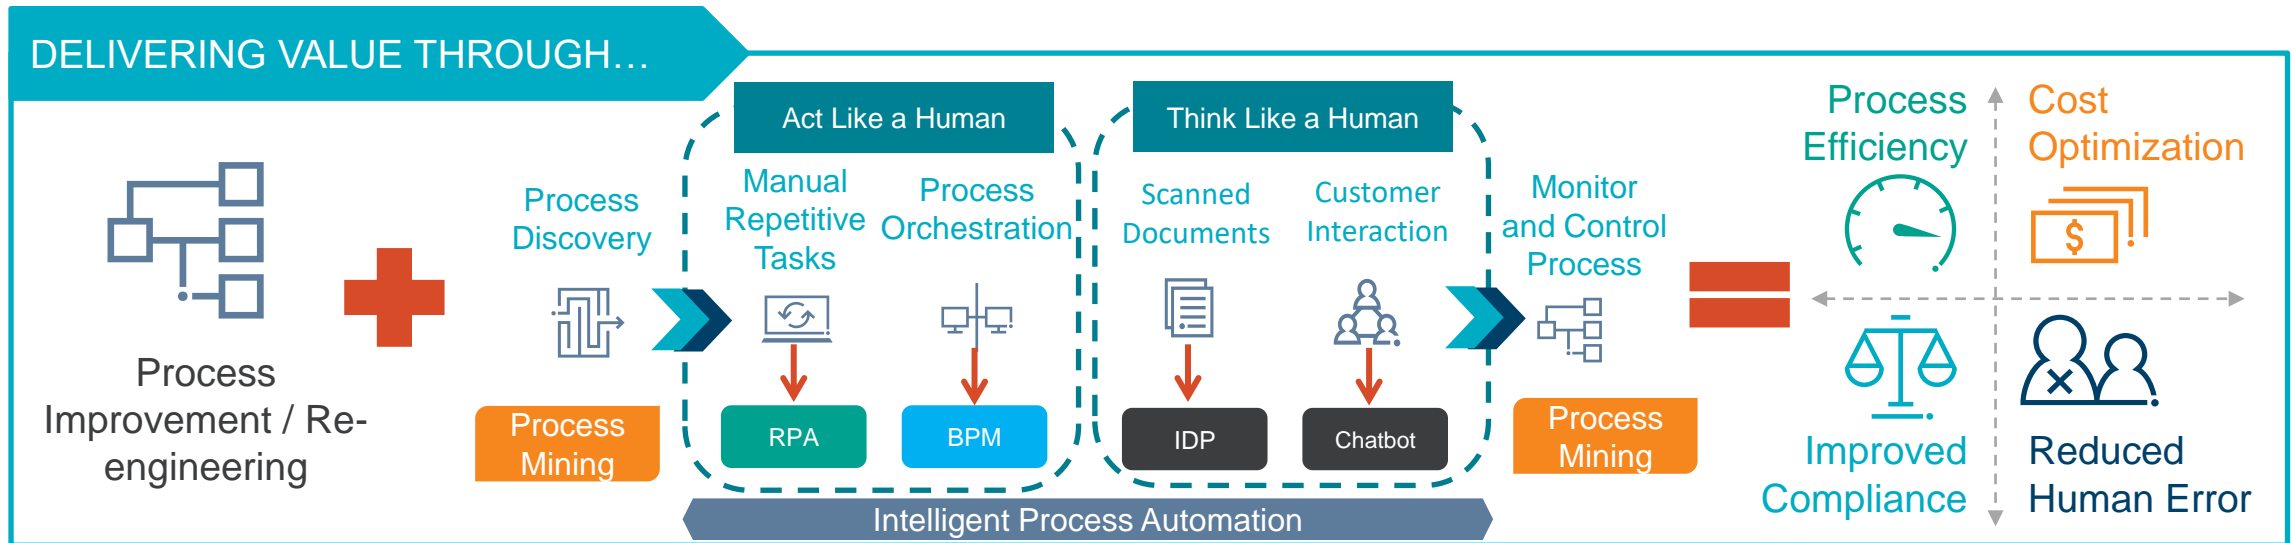 DELIVERING VALUE THROUGH…
Process
Improvement / Re-
engineering
Process
Discovery
Process
Mining
Act Like a Human
Manual
Repetitive
Tasks
RPA
Process
Orchestration
BPM
Think Like a Human
Scanned
Documents
IDP
Customer
Interaction
Chatbot
Monitor
and Control
Process
Process
Mining
Intelligent Process Automation
Process
Efficiency
Cost
Optimization
$
Improved
Compliance
Reduced
Human Error